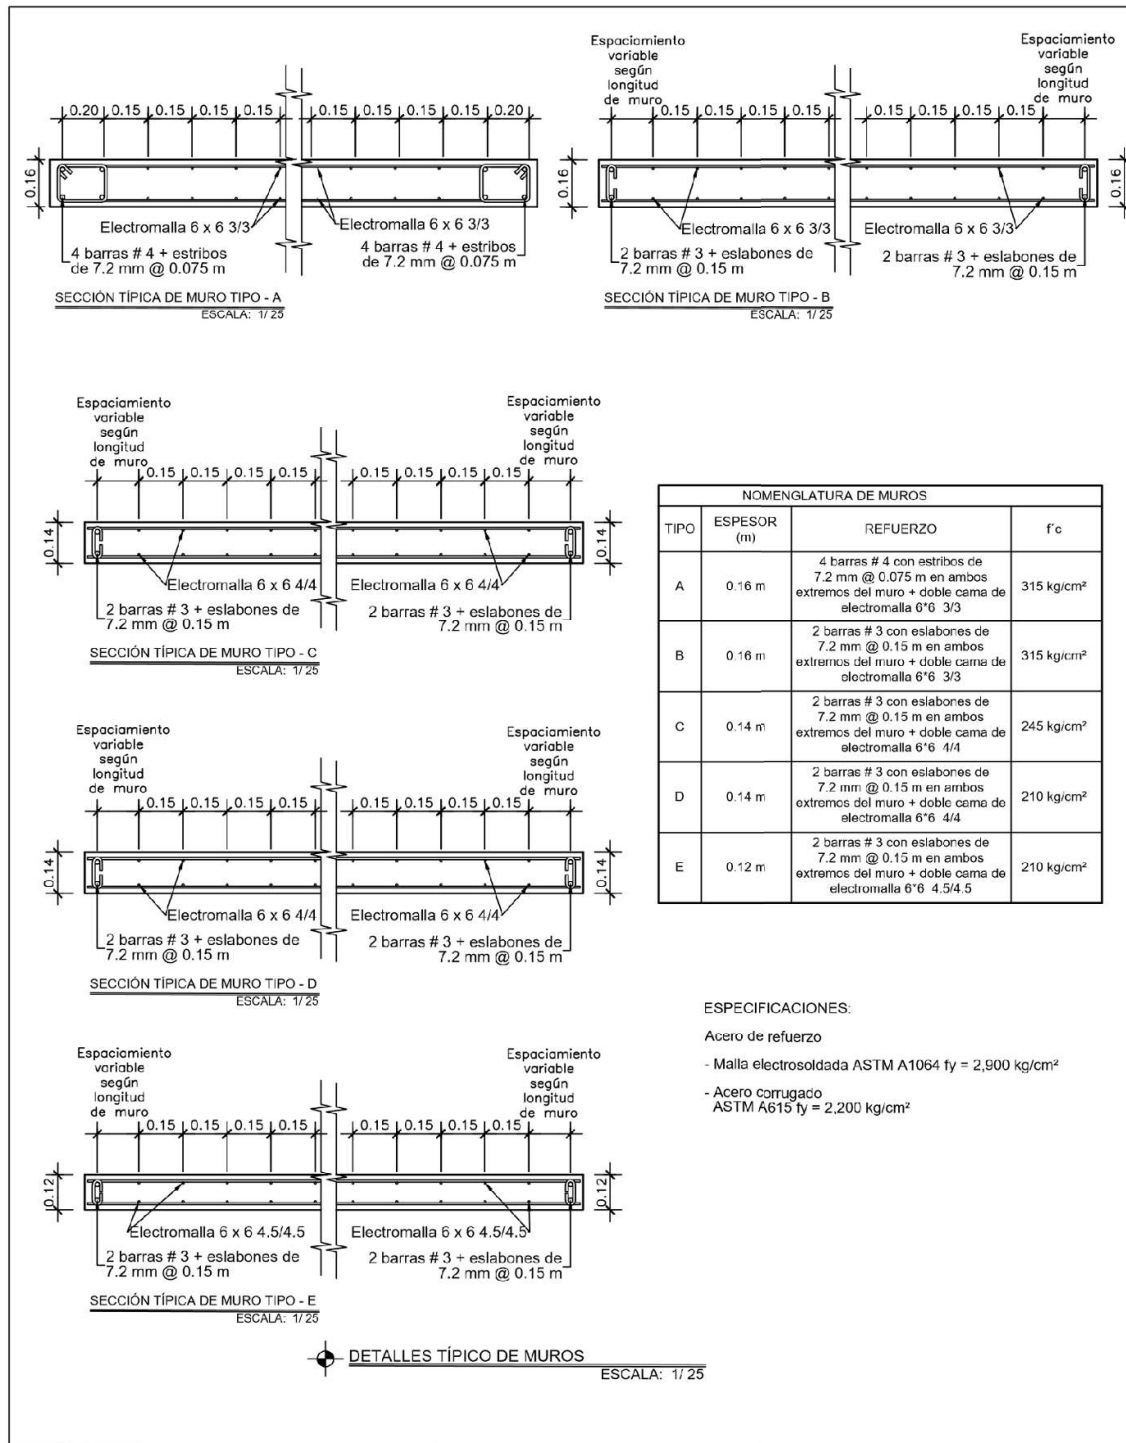 Espaciamiento
variable
según
longitud
de muro
Espaciamiento
variable
según
longitud
de muro
0.20 0.15 0.15 0.15 0.15
0.15 0.15 0.15 0.15 0.20
0.15 0.15 0.15 0.15
0.15 0.15 0.15 0.15
0.16
0.16
0.16
Electromalla 6 x 6 3/3
Electromalla 6 x 6 3/3
4 barras # 4 + estribos
de 7.2 mm @ 0.075 m
4 barras # 4 + estribos
de 7.2 mm @ 0.075 m
SECCIÓN TÍPICA DE MURO TIPO - A
ESCALA: 1/ 25
Electromalla 6 x 6 3/3
Electromalla 6 x 6 3/3
2 barras # 3 + eslabones de
7.2 mm @ 0.15 m
2 barras # 3 + eslabones de
7.2 mm @ 0.15 m
SECCIÓN TÍPICA DE MURO TIPO - B
ESCALA: 1/ 25
Espaciamiento
variable
según
longitud
de muro
Espaciamiento
variable
según
longitud
de muro
0.15 0.15 0.15 0.15
0.15 0.15 0.15 0.15
0.14
0.14
Electromalla 6 x 6 4/4
Electromalla 6 x 6 4/4
2 barras # 3 + eslabones de
7.2 mm @ 0.15 m
2 barras # 3 + eslabones de
7.2 mm @ 0.15 m
SECCIÓN TÍPICA DE MURO TIPO - C
ESCALA: 1/ 25
Espaciamiento
variable
según
longitud
de muro
Espaciamiento
variable
según
longitud
de muro
0.15 0.15 0.15 0.15
0.15 0.15 0.15 0.15
0.14
0.14
Electromalla 6 x 6 4/4
Electromalla 6 x 6 4/4
2 barras # 3 + eslabones de
7.2 mm @ 0.15 m
2 barras # 3 + eslabones de
7.2 mm @ 0.15 m
SECCIÓN TÍPICA DE MURO TIPO - D
ESCALA: 1/ 25
Espaciamiento
variable
según
longitud
de muro
Espaciamiento
variable
según
longitud
de muro
0.15 0.15 0.15 0.15
0.15 0.15 0.15 0.15
0.12
0.12
Electromalla 6 x 6 4.5/4.5
Electromalla 6 x 6 4.5/4.5
2 barras # 3 + eslabones de
7.2 mm @ 0.15 m
2 barras # 3 + eslabones de
7.2 mm @ 0.15 m
SECCIÓN TÍPICA DE MURO TIPO - E
ESCALA: 1/ 25
NOMENGLATURA DE MUROS
TIPO ESPESOR (m) REFUERZO f´c
A 0.16 m 4 barras # 4 con estribos de
7.2 mm @ 0.075 m en ambos
extremos del muro + doble cama de
electromalla 6*6 3/3
315 kg/cm²
B 0.16 m 2 barras # 3 con eslabones de
7.2 mm @ 0.15 m en ambos
extremos del muro + doble cama de
electromalla 6*6 3/3
315 kg/cm²
C 0.14 m 2 barras # 3 con eslabones de
7.2 mm @ 0.15 m en ambos
extremos del muro + doble cama de
electromalla 6*6 4/4
245 kg/cm²
D 0.14 m 2 barras # 3 con eslabones de
7.2 mm @ 0.15 m en ambos
extremos del muro + doble cama de
electromalla 6*6 4/4
210 kg/cm²
E 0.12 m 2 barras # 3 con eslabones de
7.2 mm @ 0.15 m en ambos
extremos del muro + doble cama de
electromalla 6*6 4.5/4.5
210 kg/cm²
ESPECIFICACIONES:
Acero de refuerzo
- Malla electrosoldada ASTM A1064 fy = 2,900 kg/cm²
- Acero corrugado
ASTM A615 fy = 2,200 kg/cm²
DETALLES TÍPICO DE MUROS
ESCALA: 1/ 25